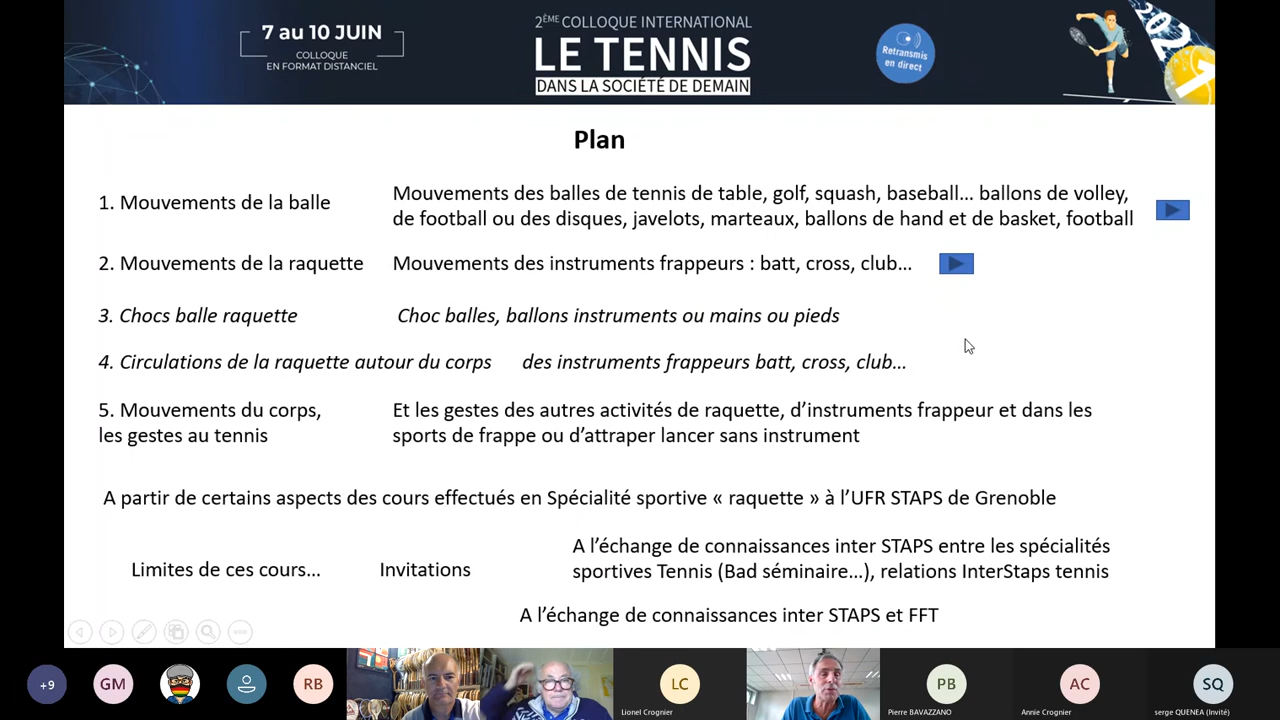 7 au 10 JUIN
COLLOQUE
EN FORMAT DISTANCIEL
2ÈME COLLOQUE INTERNATIONAL
LE TENNIS
DANS LA SOCIÉTÉ DE DEMAIN
Retransmis
en direct
202
Plan
1. Mouvements de la balle
Mouvements des balles de tennis de table, golf, squash, baseball... ballons de volley,
de football ou des disques, javelots, marteaux, ballons de hand et de basket, football
2. Mouvements de la raquette
Mouvements des instruments frappeurs : batt, cross, club...
3. Chocs balle raquette
Choc balles, ballons instruments ou mains ou pieds
4. Circulations de la raquette autour du corps
des instruments frappeurs batt, cross, club...
5. Mouvements du corps,
les gestes au tennis
Et les gestes des autres activités de raquette, d’instruments frappeur et dans les
sports de frappe ou d’attraper lancer sans instrument
A partir de certains aspects des cours effectués en Spécialité sportive « raquette » à l’UFR STAPS de Grenoble
Limites de ces cours...
Invitations
A l’échange de connaissances inter STAPS entre les spécialités
sportives Tennis (Bad séminaire...), relations InterStaps tennis
A l’échange de connaissances inter STAPS et FFT
+9
GM
RB
LC
Lionel Crognier
PB
Pierre BAVAZZANO
AC
Annie Crognier
SQ
serge QUENEA (Invité)